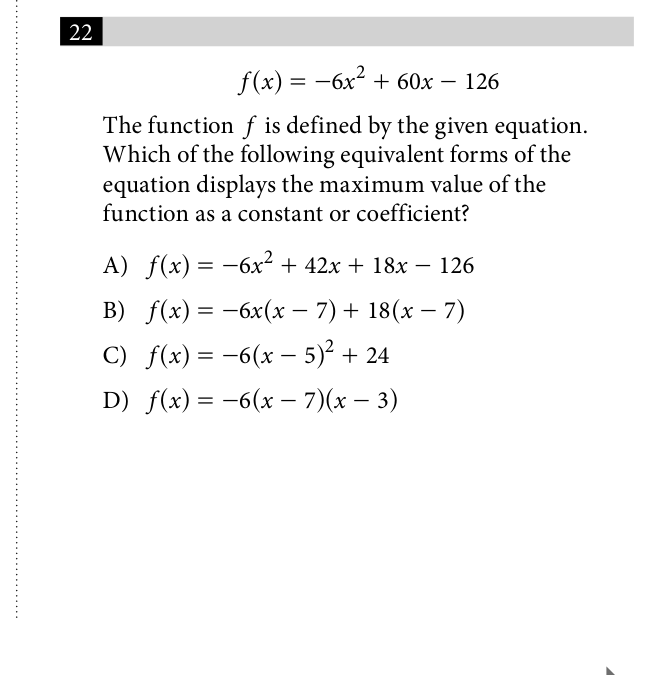 22
f(x) = −6x² + 60x − 126
The function f is defined by the given equation.
Which of the following equivalent forms of the
equation displays the maximum value of the
function as a constant or coefficient?
A) f(x) = −6x² + 42x + 18x − 126
B) f(x) = −6x(x − 7) + 18(x − 7)
C) f(x) = −6(x − 5)² + 24
D) f(x) = −6(x − 7)(x − 3)